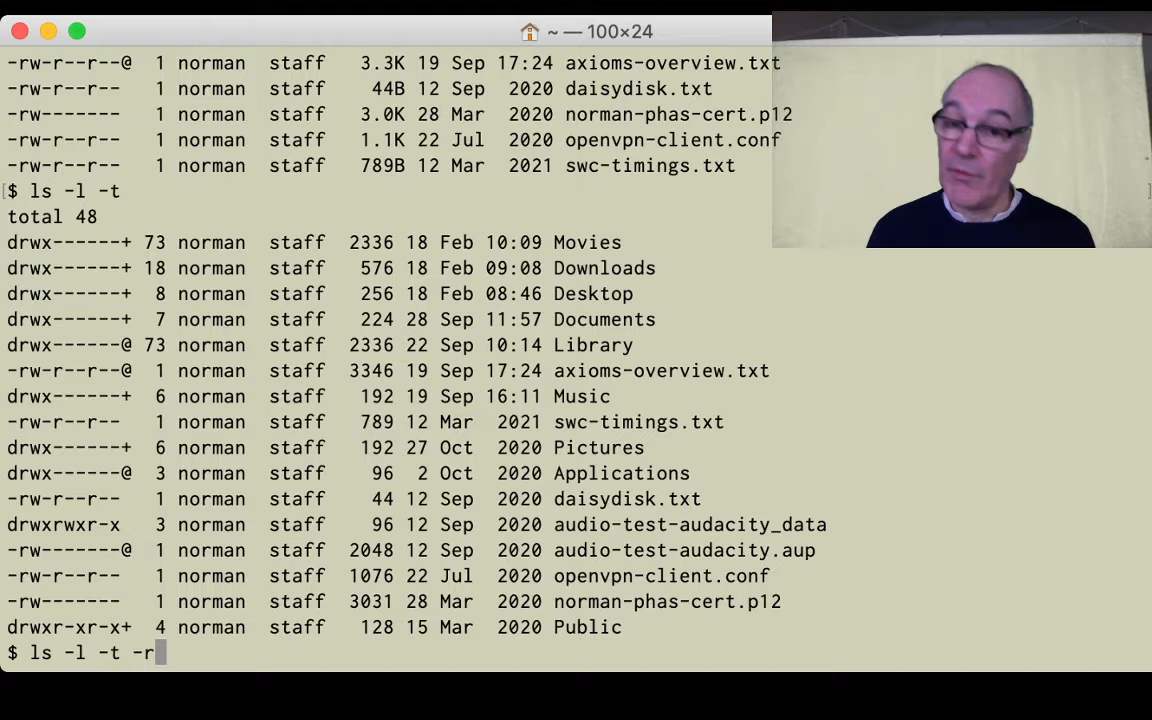 ~ — 100×24
-rw-r--r--@ 1 norman staff 3.3K 19 Sep 17:24 axioms-overview.txt
-rw-r--r-- 1 norman staff 44B 12 Sep 2020 daisydisk.txt
-rw------- 1 norman staff 3.0K 28 Mar 2020 norman-phas-cert.p12
-rw-r--r-- 1 norman staff 1.1K 22 Jul 2020 openvpn-client.conf
-rw-r--r-- 1 norman staff 789B 12 Mar 2021 swc-timings.txt
[$ ls -l -t ]
total 48
drwx------+ 73 norman staff 2336 18 Feb 10:09 Movies
drwx------+ 18 norman staff 576 18 Feb 09:08 Downloads
drwx------+ 8 norman staff 256 18 Feb 08:46 Desktop
drwx------+ 7 norman staff 224 28 Sep 11:57 Documents
drwx------@ 73 norman staff 2336 22 Sep 10:14 Library
-rw-r--r--@ 1 norman staff 3346 19 Sep 17:24 axioms-overview.txt
drwx------+ 6 norman staff 192 19 Sep 16:11 Music
-rw-r--r-- 1 norman staff 789 12 Mar 2021 swc-timings.txt
drwx------+ 6 norman staff 192 27 Oct 2020 Pictures
drwx------@ 3 norman staff 96 2 Oct 2020 Applications
-rw-r--r-- 1 norman staff 44 12 Sep 2020 daisydisk.txt
drwxrwxr-x 3 norman staff 96 12 Sep 2020 audio-test-audacity_data
-rw-------@ 1 norman staff 2048 12 Sep 2020 audio-test-audacity.aup
-rw-r--r-- 1 norman staff 1076 22 Jul 2020 openvpn-client.conf
-rw------- 1 norman staff 3031 28 Mar 2020 norman-phas-cert.p12
drwxr-xr-x+ 4 norman staff 128 15 Mar 2020 Public
$ ls -l -t -r